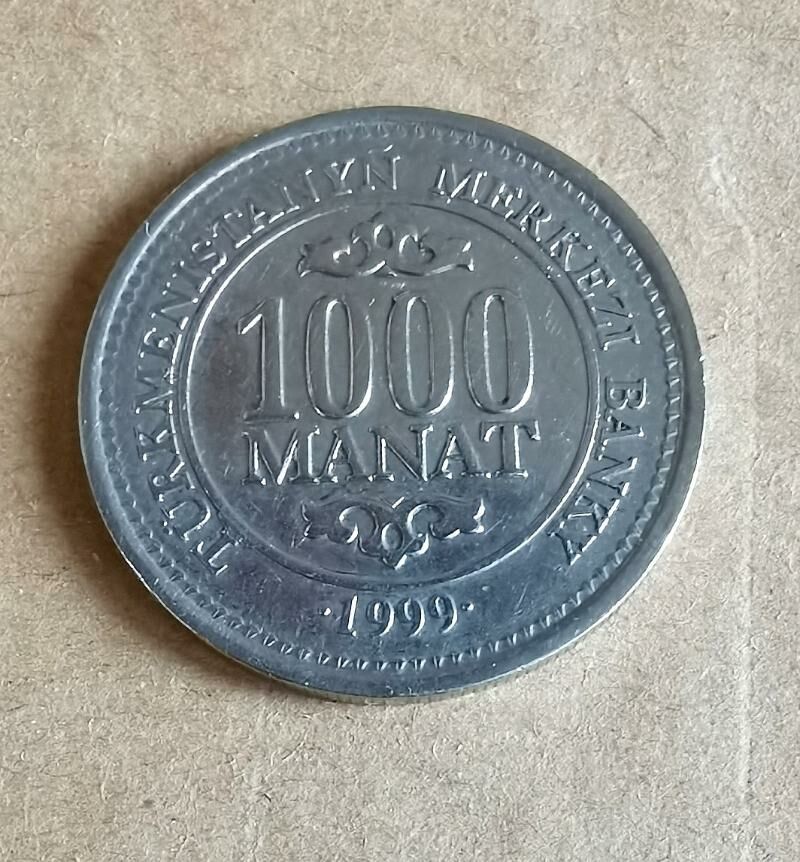 TÜRKMENISTANYŇ MERKEZI BANKY
1000
MANAT
·1999·